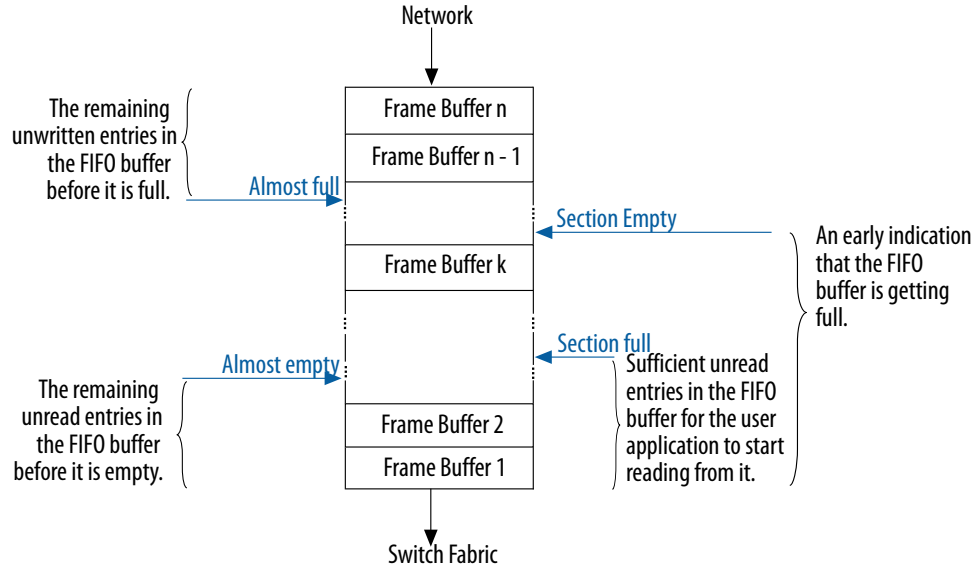 Network
Frame Buffer n
Frame Buffer n - 1
The remaining
unwritten entries in
the FIFO buffer
before it is full.
Almost full
Section Empty
An early indication
that the FIFO
buffer is getting
full.
Frame Buffer k
Section full
Almost empty
Sufficient unread
entries in the FIFO
buffer for the user
application to start
reading from it.
The remaining
unread entries in
the FIFO buffer
before it is empty.
Frame Buffer 2
Frame Buffer 1
Switch Fabric